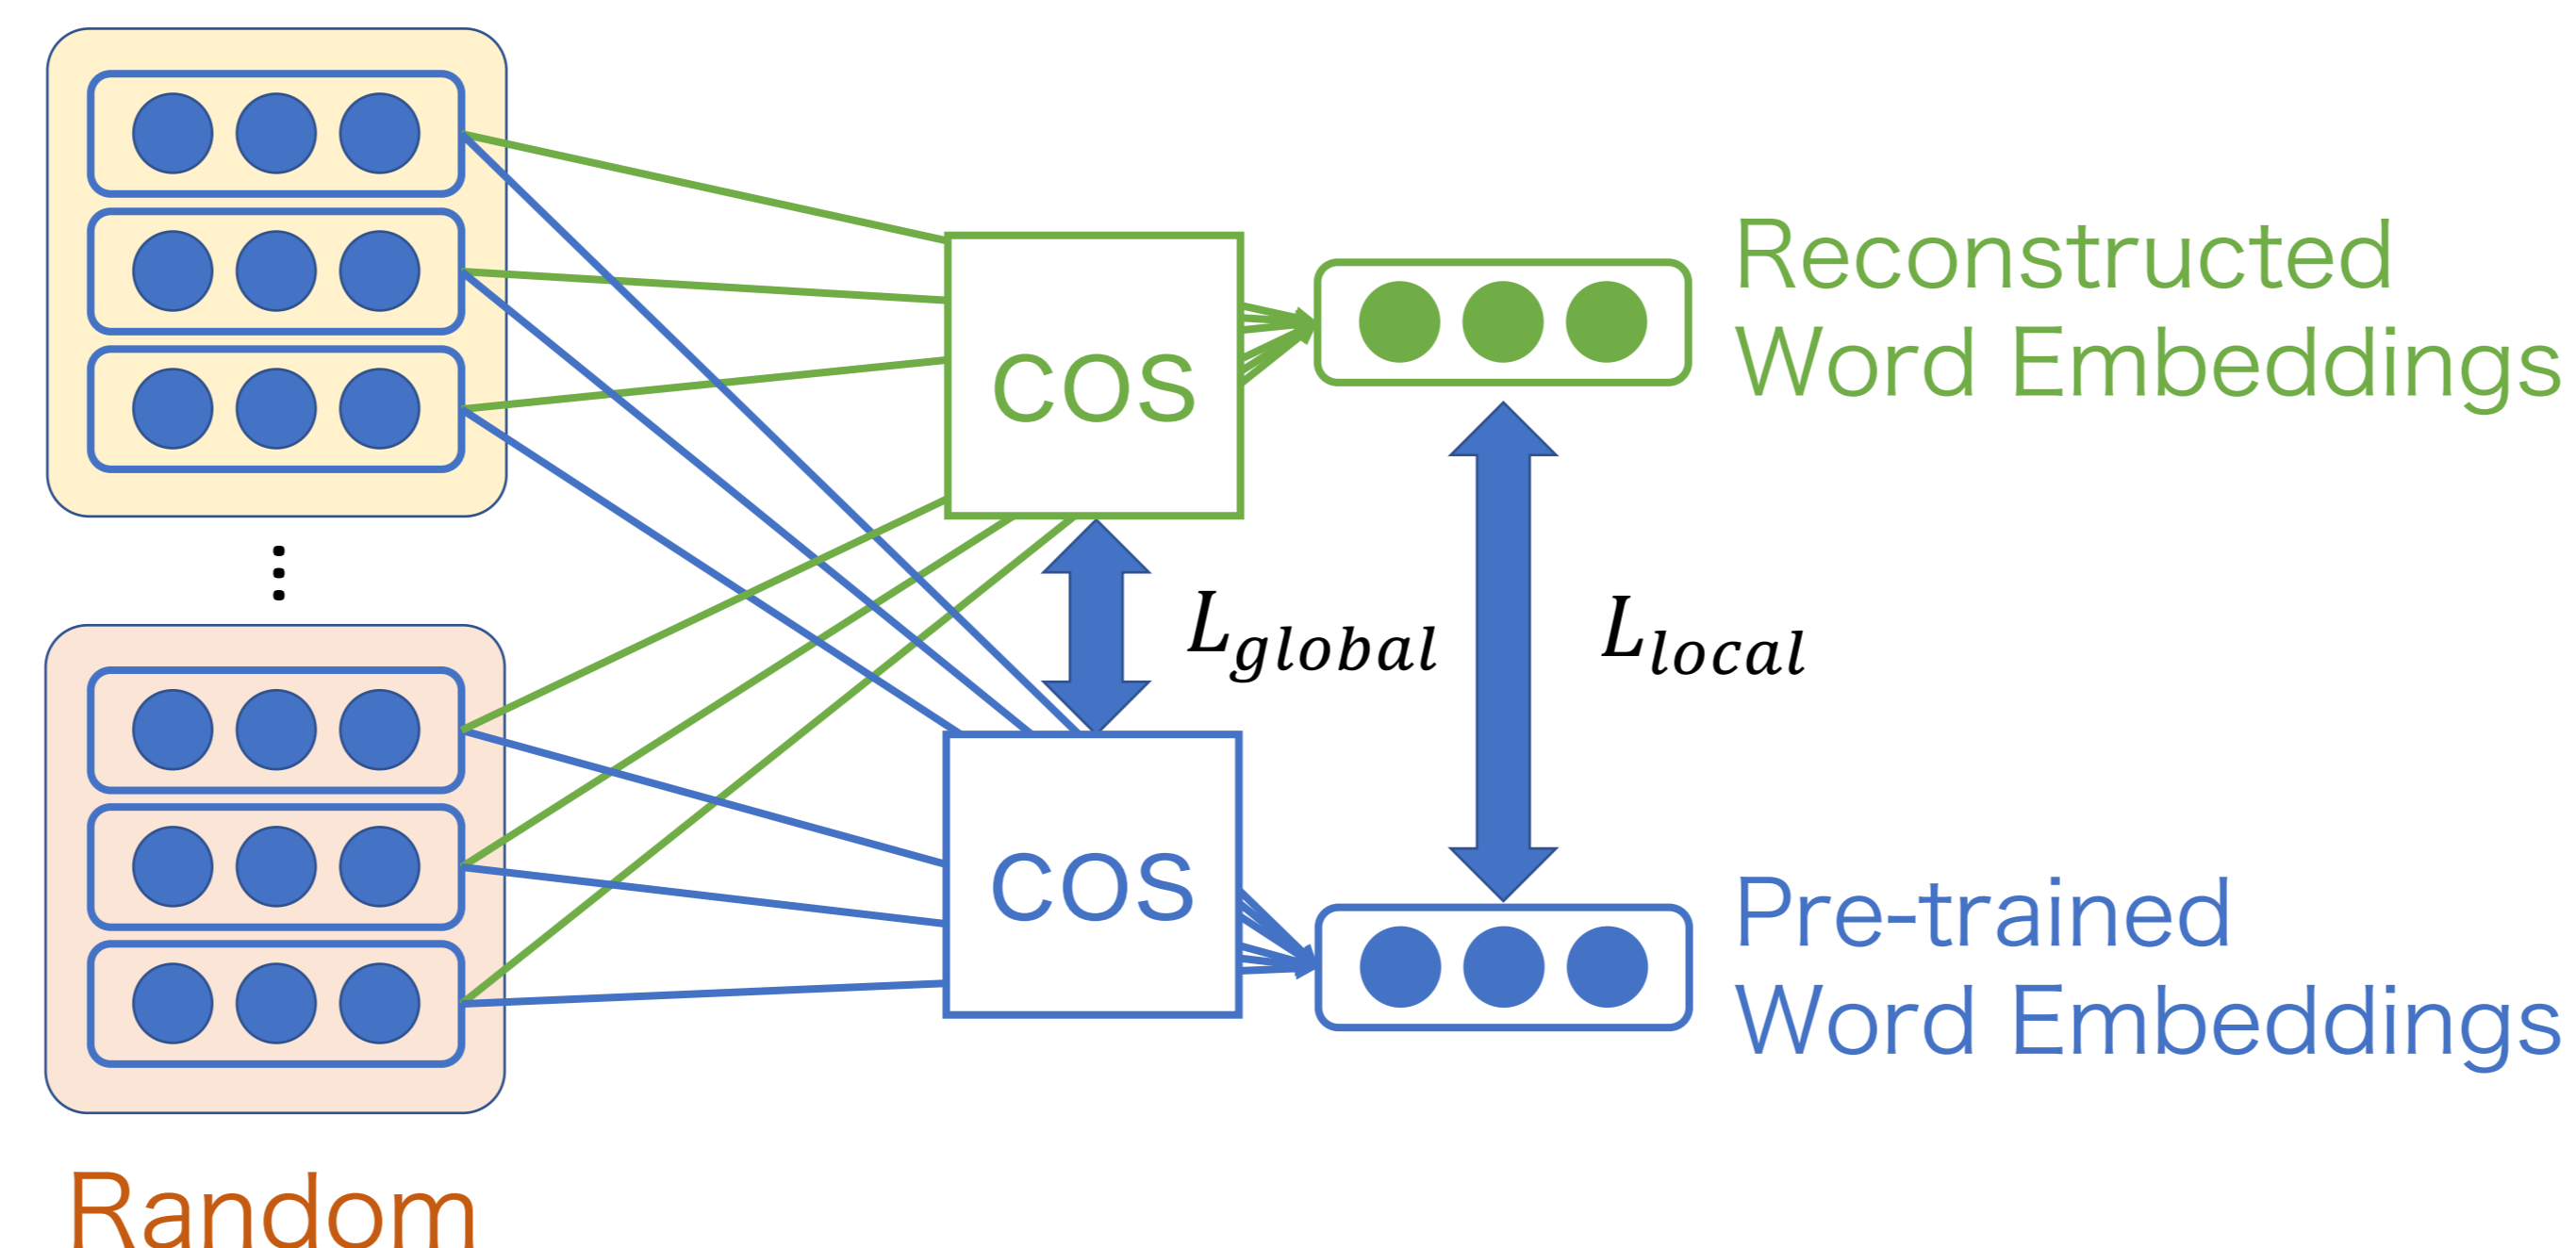 Reconstructed
Word Embeddings
COS
L_global
L_local
COS
Pre-trained
Word Embeddings
Random